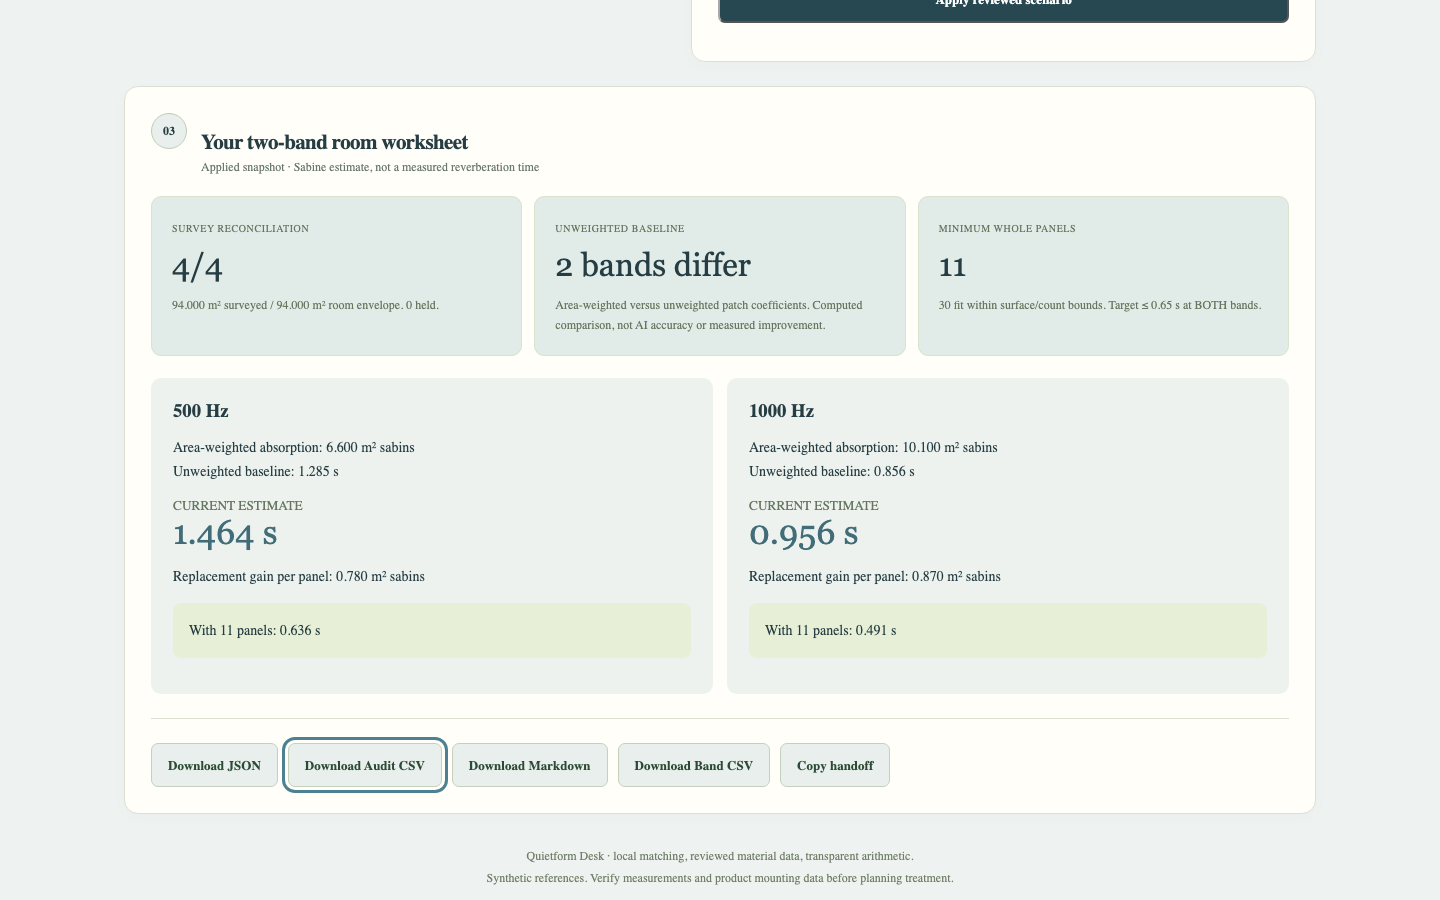 Apply reviewed scenario
03
Your two-band room worksheet
Applied snapshot · Sabine estimate, not a measured reverberation time
SURVEY RECONCILIATION
4/4
94.000 m² surveyed / 94.000 m² room envelope. 0 held.
UNWEIGHTED BASELINE
2 bands differ
Area-weighted versus unweighted patch coefficients. Computed
comparison, not AI accuracy or measured improvement.
MINIMUM WHOLE PANELS
11
30 fit within surface/count bounds. Target ≤ 0.65 s at BOTH bands.
500 Hz
Area-weighted absorption: 6.600 m² sabins
Unweighted baseline: 1.285 s
CURRENT ESTIMATE
1.464 s
Replacement gain per panel: 0.780 m² sabins
With 11 panels: 0.636 s
1000 Hz
Area-weighted absorption: 10.100 m² sabins
Unweighted baseline: 0.856 s
CURRENT ESTIMATE
0.956 s
Replacement gain per panel: 0.870 m² sabins
With 11 panels: 0.491 s
Download JSON
Download Audit CSV
Download Markdown
Download Band CSV
Copy handoff
Quietform Desk · local matching, reviewed material data, transparent arithmetic.
Synthetic references. Verify measurements and product mounting data before planning treatment.